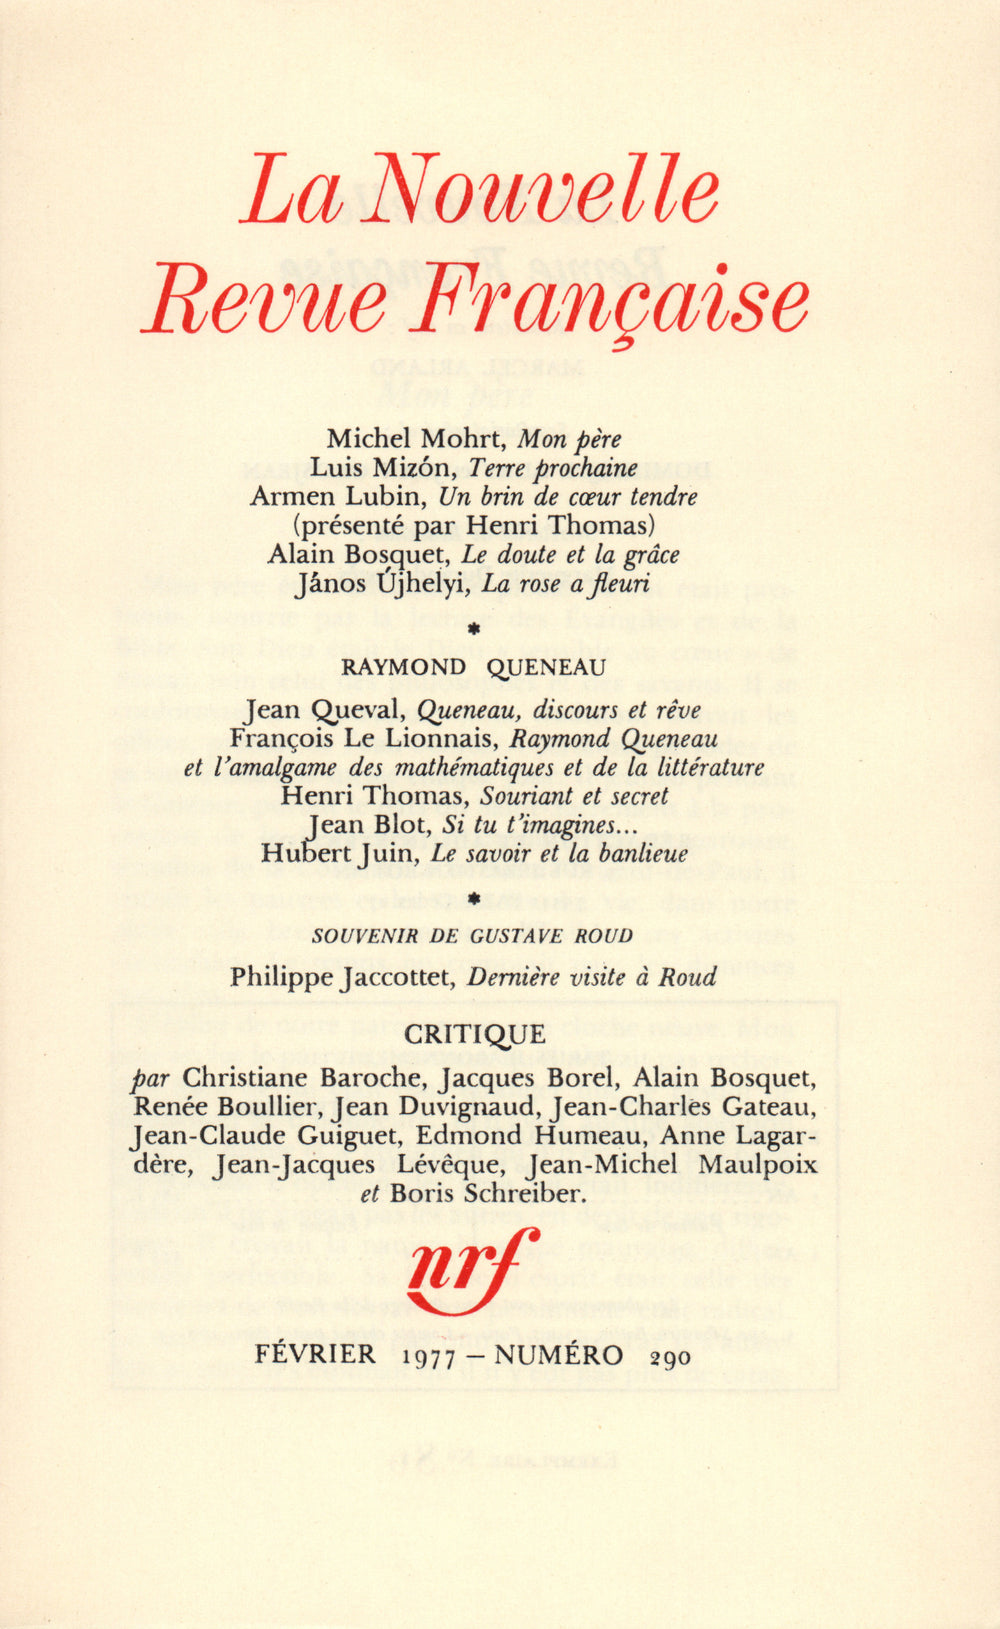 La Nouvelle
Revue Française
Michel Mohrt, Mon père
Luis Mizón, Terre prochaine
Armen Lubin, Un brin de cœur tendre
(présenté par Henri Thomas)
Alain Bosquet, Le doute et la grâce
János Újhelyi, La rose a fleuri
*
RAYMOND QUENEAU
Jean Queval, Queneau, discours et rêve
François Le Lionnais, Raymond Queneau
et l'amalgame des mathématiques et de la littérature
Henri Thomas, Souriant et secret
Jean Blot, Si tu t'imagines...
Hubert Juin, Le savoir et la banlieue
*
SOUVENIR DE GUSTAVE ROUD
Philippe Jaccottet, Dernière visite à Roud
CRITIQUE
par Christiane Baroche, Jacques Borel, Alain Bosquet,
Renée Boullier, Jean Duvignaud, Jean-Charles Gateau,
Jean-Claude Guiguet, Edmond Humeau, Anne Lagar-
dère, Jean-Jacques Lévêque, Jean-Michel Maulpoix
et Boris Schreiber.
nrf
FÉVRIER 1977 — NUMÉRO 290